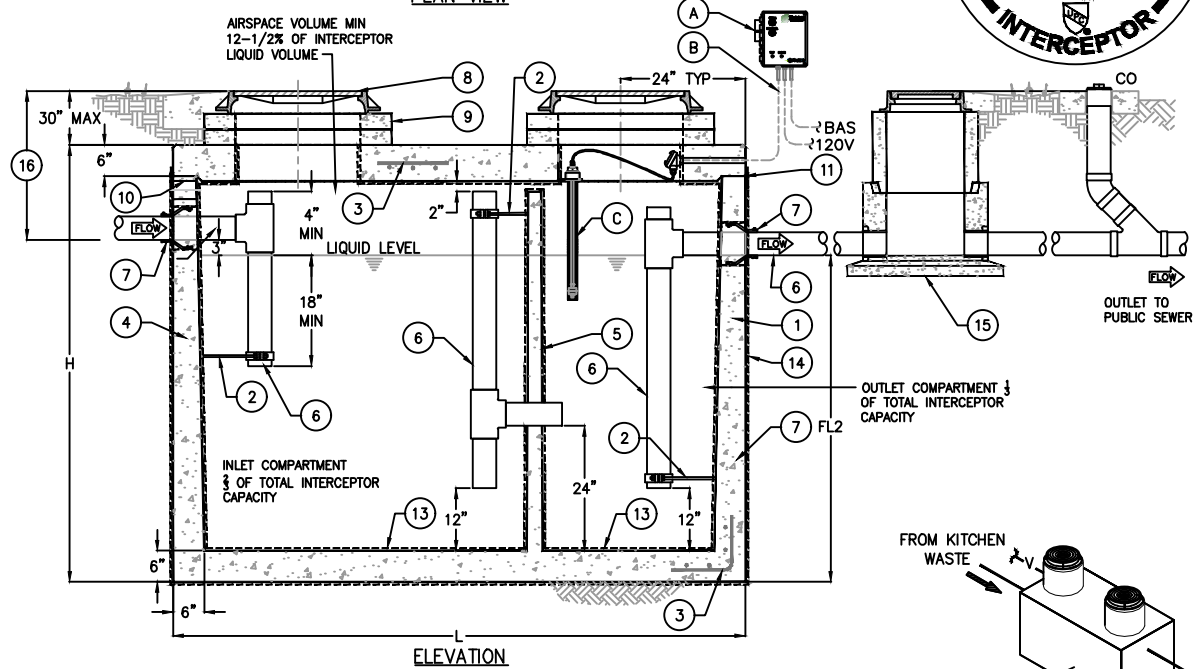 PLAN VIEW
AIRSPACE VOLUME MIN
12-1/2% OF INTERCEPTOR
LIQUID VOLUME
A
B
UPC
INTERCEPTOR
8
2
24" TYP
CO
30" MAX
9
BAS
120V
16
6"
11
10
3
2"
C
7
4"
MIN
FLOW
3"
LIQUID LEVEL
FLOW
7
6
FLOW
OUTLET TO
PUBLIC SEWER
18"
MIN
4
1
15
6
5
14
H
6
2
6
OUTLET COMPARTMENT 1/3
OF TOTAL INTERCEPTOR
CAPACITY
7
FL2
2
INLET COMPARTMENT
2/3 OF TOTAL INTERCEPTOR
CAPACITY
24"
13
12"
13
12"
FROM KITCHEN
WASTE
V
6"
6"
3
L
ELEVATION